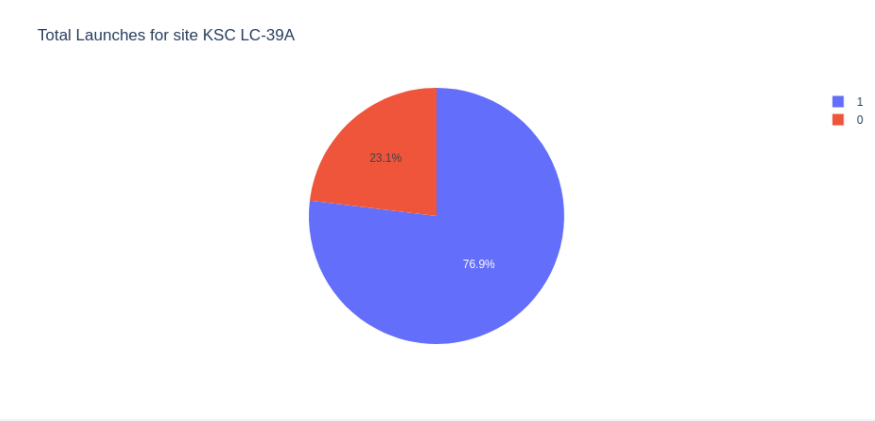 Total Launches for site KSC LC-39A
1
0
23.1%
76.9%